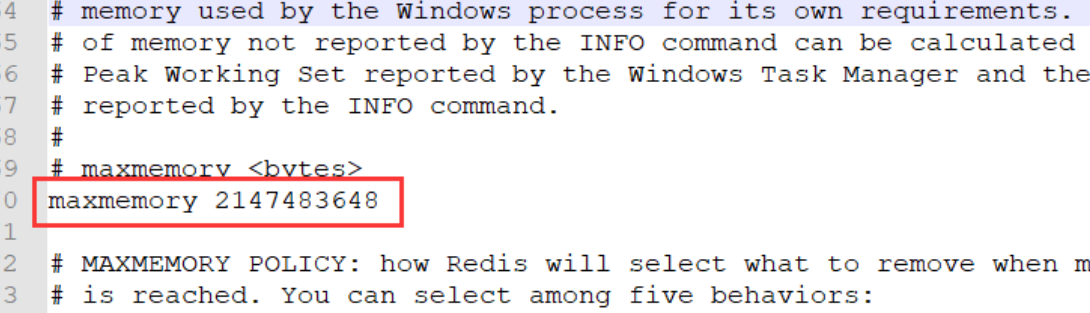 4 # memory used by the Windows process for its own requirements.
5 # of memory not reported by the INFO command can be calculated
6 # Peak Working Set reported by the Windows Task Manager and the
7 # reported by the INFO command.
8 #
9 # maxmemory <bytes>
0 maxmemory 2147483648
1
2 # MAXMEMORY POLICY: how Redis will select what to remove when m
3 # is reached. You can select among five behaviors: